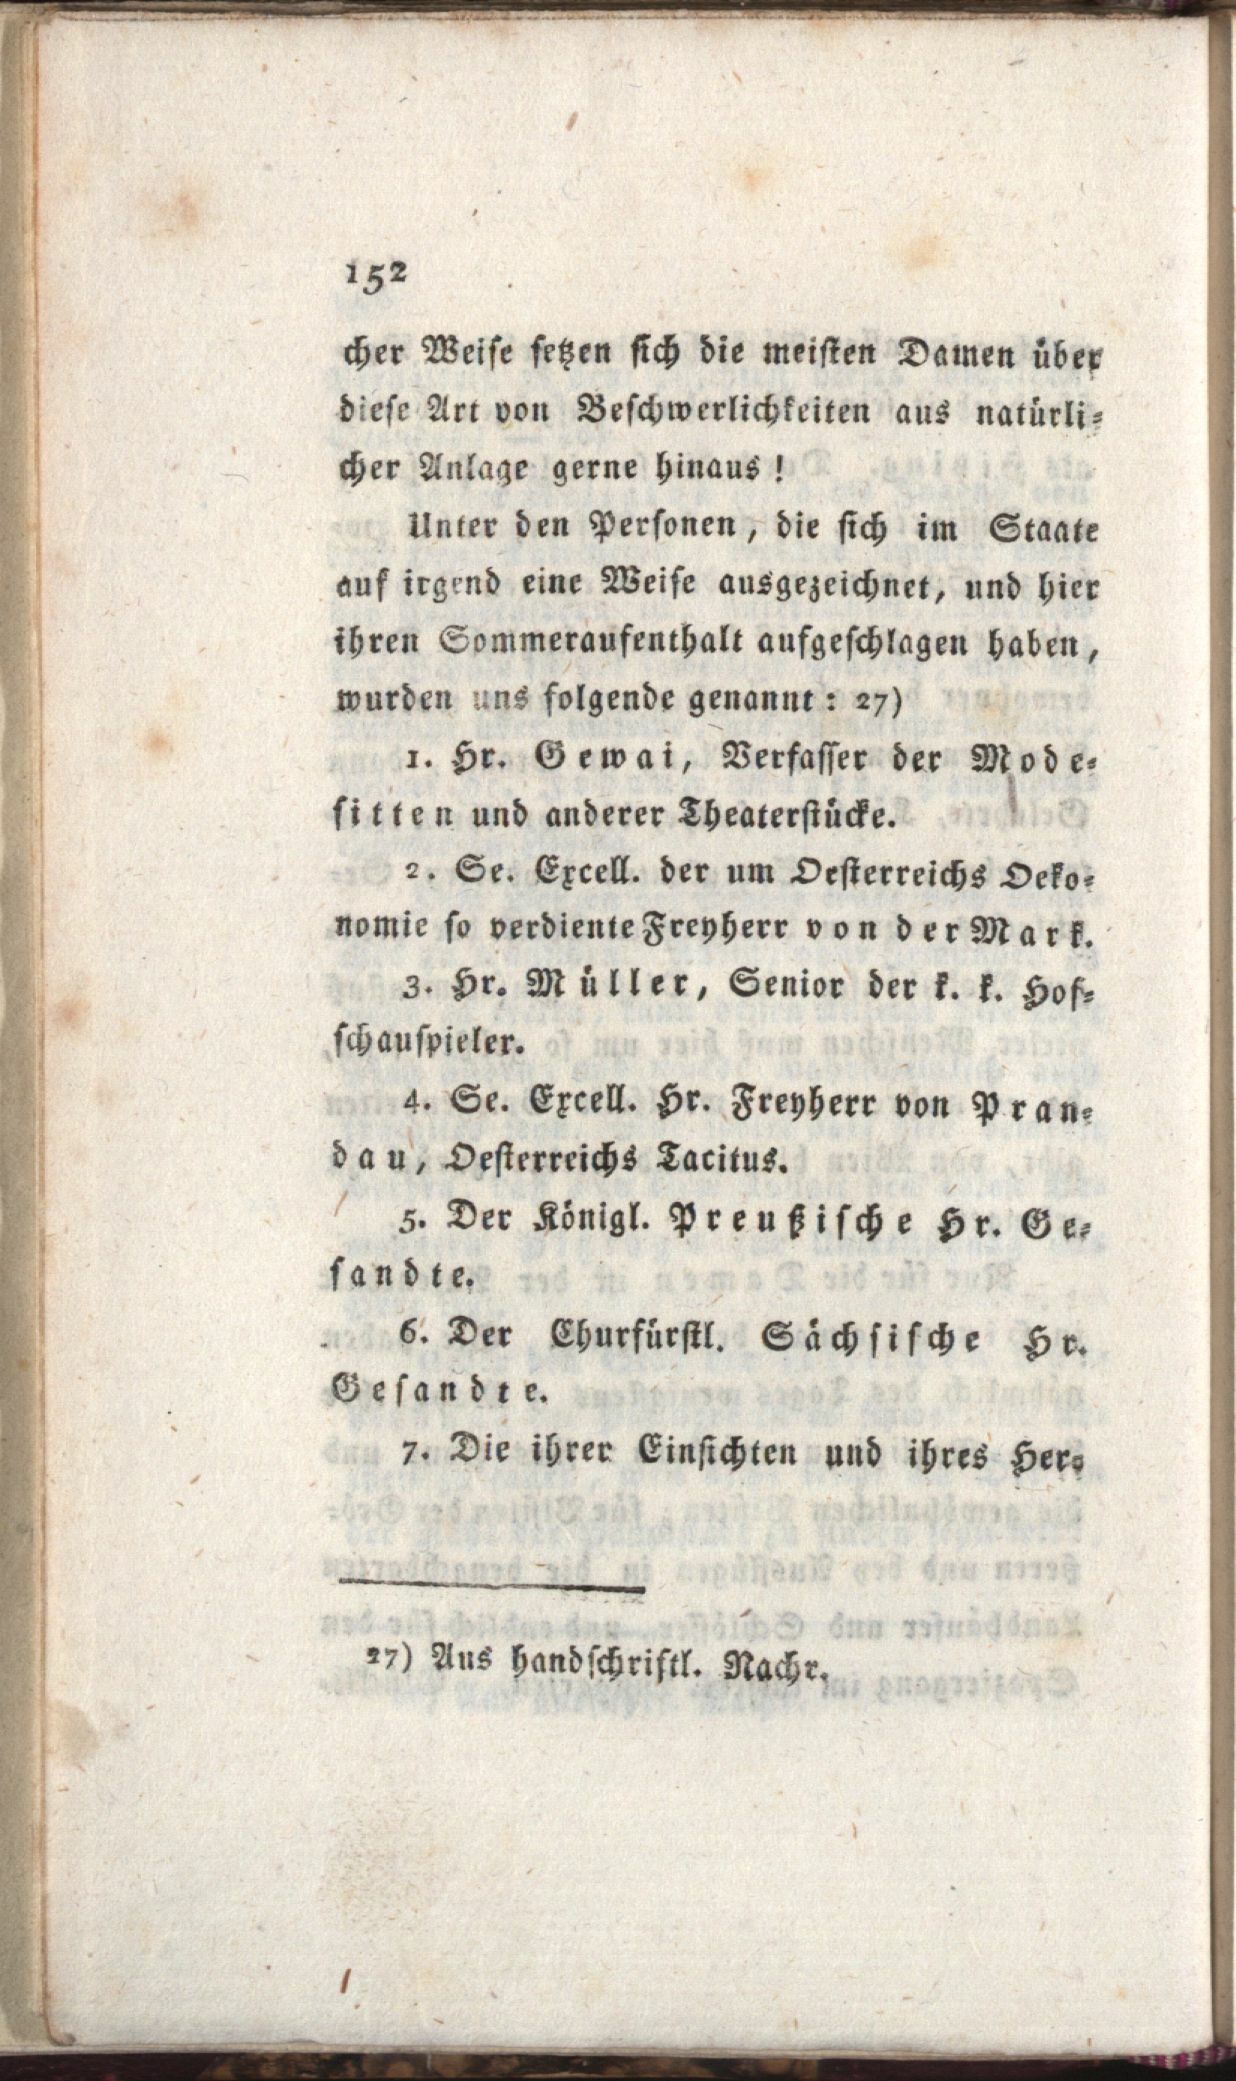 152
cher Weise setzen sich die meisten Damen über
diese Art von Beschwerlichkeiten aus natürli-
cher Anlage gerne hinaus!
Unter den Personen, die sich im Staate
auf irgend eine Weise ausgezeichnet, und hier
ihren Sommeraufenthalt aufgeschlagen haben,
wurden uns folgende genannt: 27)
1. Hr. Gewai, Verfasser der Mode-
sitten und anderer Theaterstücke.
2. Se. Excell. der um Oesterreichs Oeko-
nomie so verdiente Freyherr von der Mark.
3. Hr. Müller, Senior der k. k. Hof-
schauspieler.
4. Se. Excell. Hr. Freyherr von Pran-
dau, Oesterreichs Tacitus.
5. Der Königl. Preußische Hr. Ge-
sandte.
6. Der Churfürstl. Sächsische Hr.
Gesandte.
7. Die ihrer Einsichten und ihres Her-
27) Aus handschriftl. Nachr.